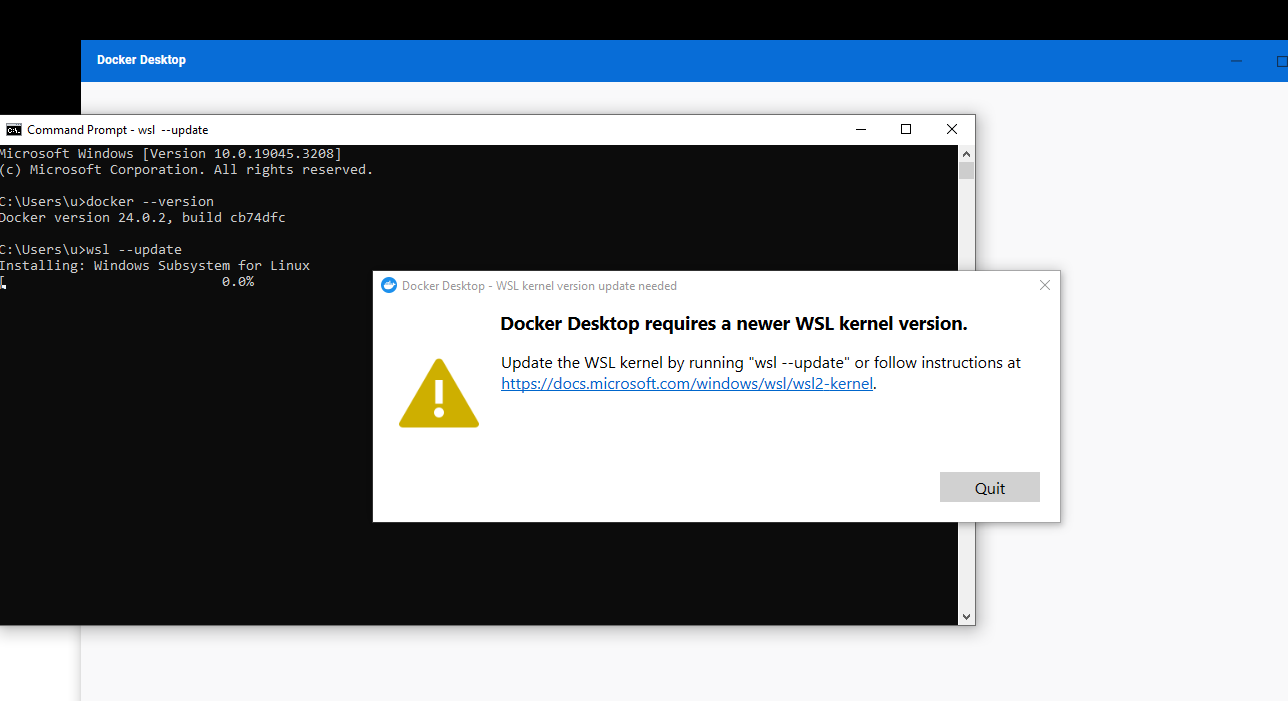 Docker Desktop
Command Prompt - wsl --update
Microsoft Windows [Version 10.0.19045.3208]
(c) Microsoft Corporation. All rights reserved.
C:\Users\u>docker --version
Docker version 24.0.2, build cb74dfc
C:\Users\u>wsl --update
Installing: Windows Subsystem for Linux
[ 0.0%
Docker Desktop - WSL kernel version update needed
Docker Desktop requires a newer WSL kernel version.
Update the WSL kernel by running "wsl --update" or follow instructions at
https://docs.microsoft.com/windows/wsl/wsl2-kernel.
Quit